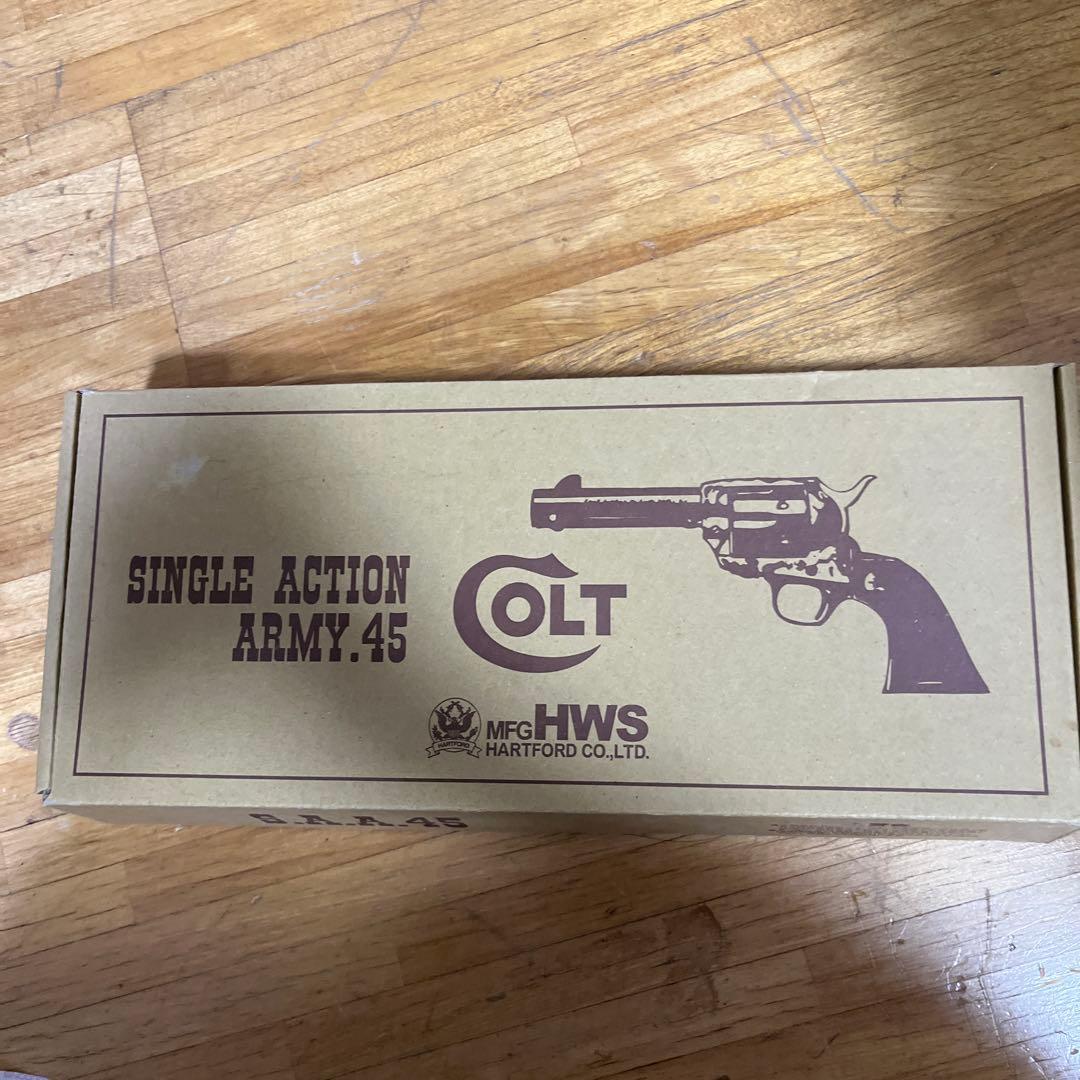 SINGLE ACTION
ARMY.45
COLT
MFG HWS
HARTFORD CO.,LTD.
HARTFORD
S.A.A.45